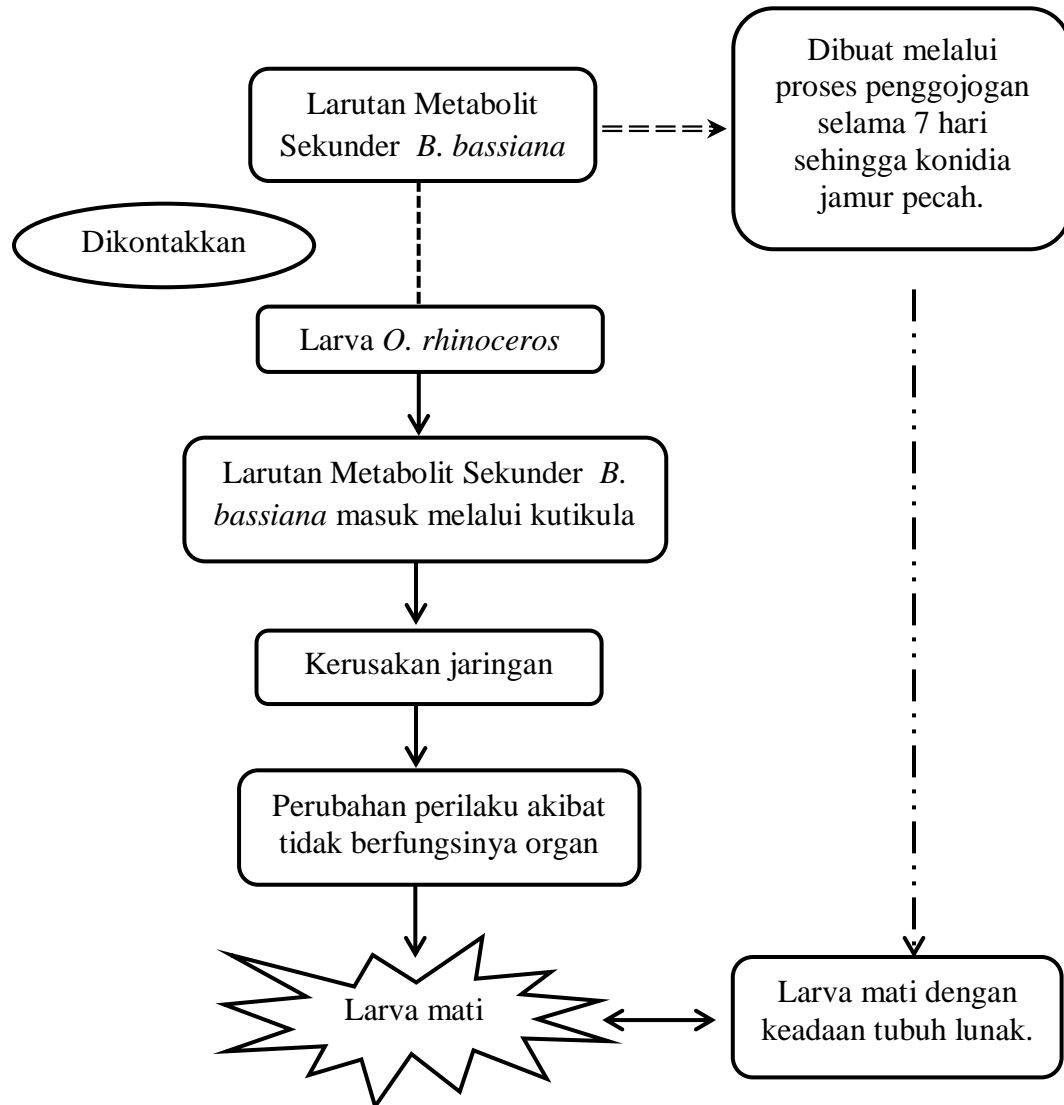 Larutan Metabolit
Sekunder B. bassiana
Dibuat melalui
proses penggojogan
selama 7 hari
sehingga konidia
jamur pecah.
Dikontakkan
Larva O. rhinoceros
Larutan Metabolit Sekunder B.
bassiana masuk melalui kutikula
Kerusakan jaringan
Perubahan perilaku akibat
tidak berfungsinya organ
Larva mati
Larva mati dengan
keadaan tubuh lunak.